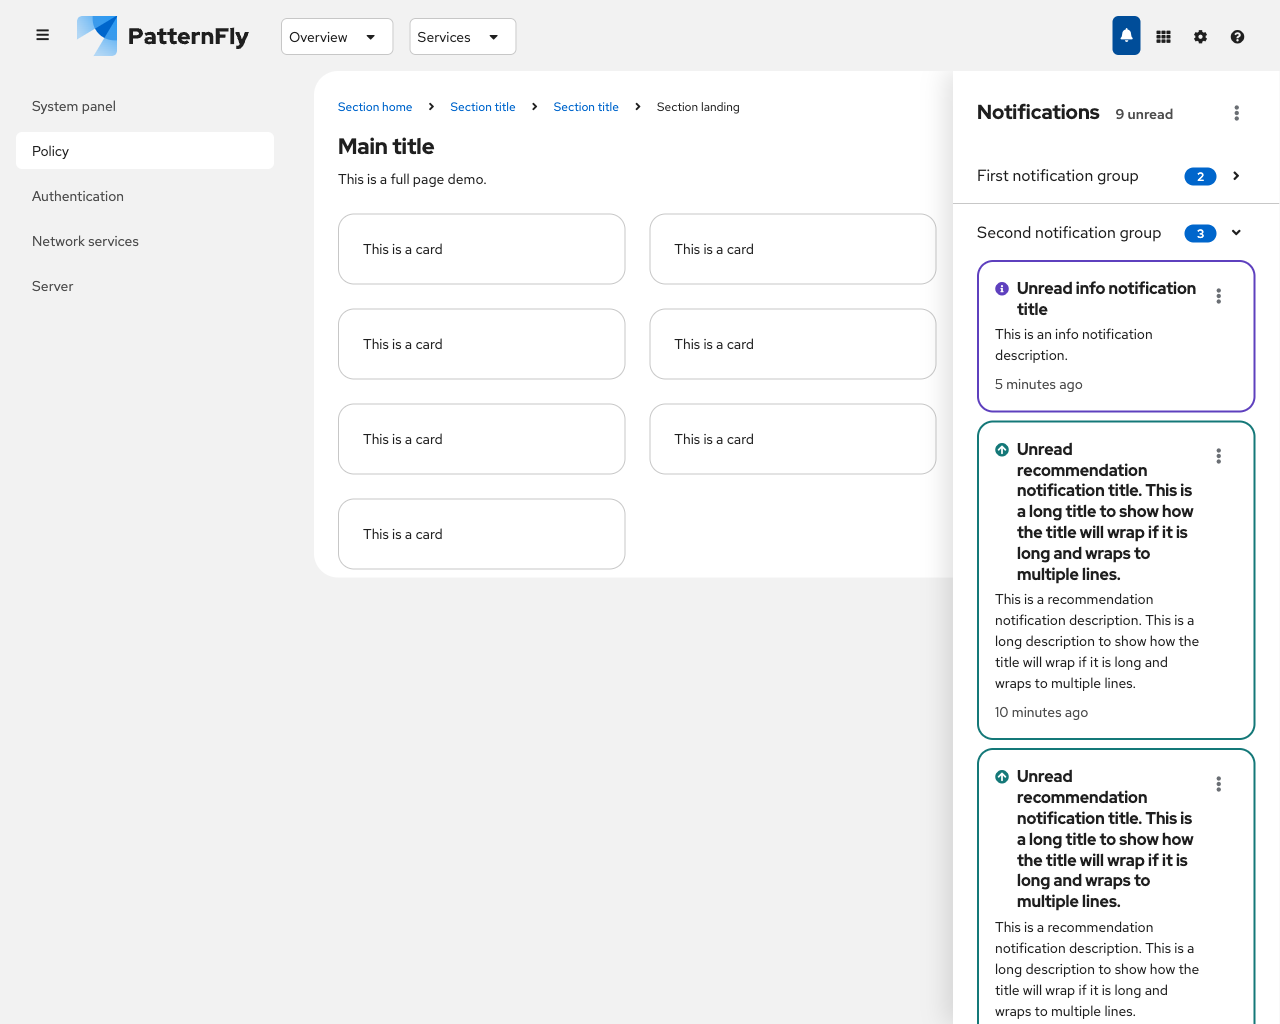 PatternFly
Overview
Services
System panel
Policy
Authentication
Network services
Server
Section home
Section title
Section title
Section landing
Main title
This is a full page demo.
This is a card
This is a card
This is a card
This is a card
This is a card
This is a card
This is a card
Notifications 9 unread
First notification group 2
Second notification group 3
Unread info notification
title
This is an info notification
description.
5 minutes ago
Unread
recommendation
notification title. This is
a long title to show how
the title will wrap if it is
long and wraps to
multiple lines.
This is a recommendation
notification description. This is a
long description to show how the
title will wrap if it is long and
wraps to multiple lines.
10 minutes ago
Unread
recommendation
notification title. This is
a long title to show how
the title will wrap if it is
long and wraps to
multiple lines.
This is a recommendation
notification description. This is a
long description to show how the
title will wrap if it is long and
wraps to multiple lines.